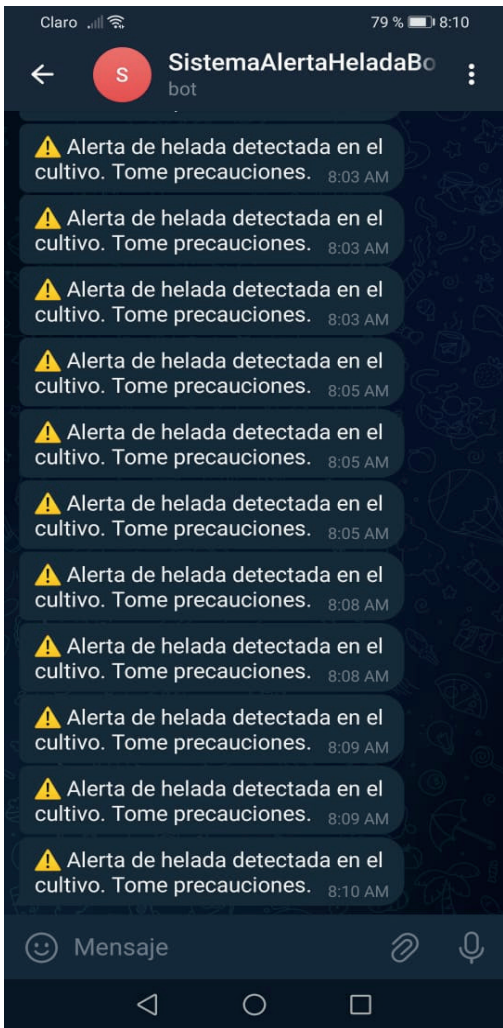 Claro 79 % 8:10
S SistemaAlertaHeladaBo
bot
⚠ Alerta de helada detectada en el
cultivo. Tome precauciones. 8:03 AM
⚠ Alerta de helada detectada en el
cultivo. Tome precauciones. 8:03 AM
⚠ Alerta de helada detectada en el
cultivo. Tome precauciones. 8:03 AM
⚠ Alerta de helada detectada en el
cultivo. Tome precauciones. 8:05 AM
⚠ Alerta de helada detectada en el
cultivo. Tome precauciones. 8:05 AM
⚠ Alerta de helada detectada en el
cultivo. Tome precauciones. 8:05 AM
⚠ Alerta de helada detectada en el
cultivo. Tome precauciones. 8:08 AM
⚠ Alerta de helada detectada en el
cultivo. Tome precauciones. 8:08 AM
⚠ Alerta de helada detectada en el
cultivo. Tome precauciones. 8:09 AM
⚠ Alerta de helada detectada en el
cultivo. Tome precauciones. 8:09 AM
⚠ Alerta de helada detectada en el
cultivo. Tome precauciones. 8:10 AM
Mensaje